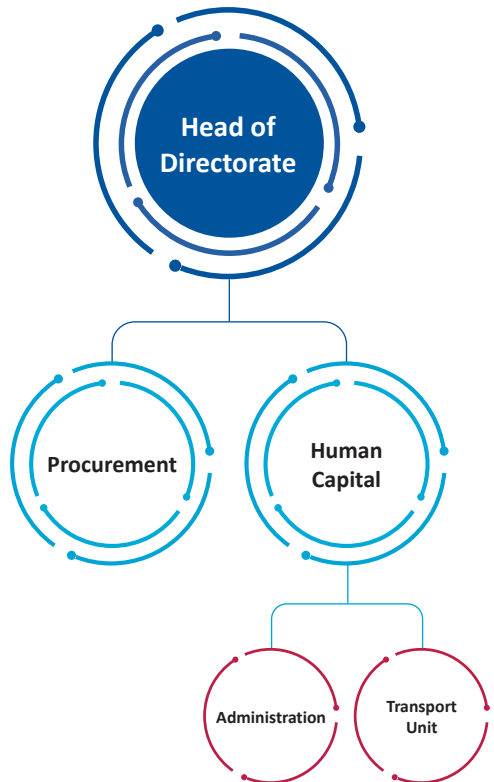 Head of
Directorate
Procurement
Human
Capital
Administration
Transport
Unit